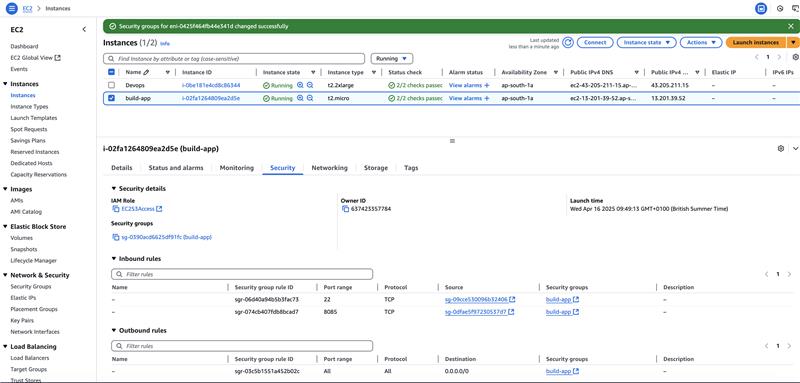 EC2 > Instances
Security groups for eni-0425f464fb44e341d changed successfully
EC2
Dashboard
EC2 Global View
Events
Instances
Instances
Instance Types
Launch Templates
Spot Requests
Savings Plans
Reserved Instances
Dedicated Hosts
Capacity Reservations
Images
AMIs
AMI Catalog
Elastic Block Store
Volumes
Snapshots
Lifecycle Manager
Network & Security
Security Groups
Elastic IPs
Placement Groups
Key Pairs
Network Interfaces
Load Balancing
Load Balancers
Target Groups
Trust Stores
Instances (1/2) Info
Last updated less than a minute ago
Connect Instance state Actions Launch instances
Find Instance by attribute or tag (case-sensitive) Running
1
Name Instance ID Instance state Instance type Status check Alarm status Availability Zone Public IPv4 DNS Public IPv4 ... Elastic IP IPv6 IPs
Devops i-0be181e4cd8c86344 Running t2.2xlarge 2/2 checks passec View alarms + ap-south-1a ec2-43-205-211-15.ap-... 43.205.211.15 – –
build-app i-02fa1264809ea2d5e Running t2.micro 2/2 checks passec View alarms + ap-south-1a ec2-13-201-39-52.ap-s... 13.201.39.52 – –
i-02fa1264809ea2d5e (build-app)
Details Status and alarms Monitoring Security Networking Storage Tags
Security details
IAM Role Owner ID Launch time
EC2S3Access 637423357784 Wed Apr 16 2025 09:49:13 GMT+0100 (British Summer Time)
Security groups
sg-0390acd6625df91fc (build-app)
Inbound rules
Filter rules 1
Name Security group rule ID Port range Protocol Source Security groups Description
– sgr-06d40a94b5b3fac73 22 TCP sg-09cce530096b32406 build-app –
– sgr-074cb407fdb8bcad7 8085 TCP sg-0dfae5f97230537d7 build-app –
Outbound rules
Filter rules 1
Name Security group rule ID Port range Protocol Destination Security groups Description
– sgr-03c5b1551a452b02c All All 0.0.0.0/0 build-app –